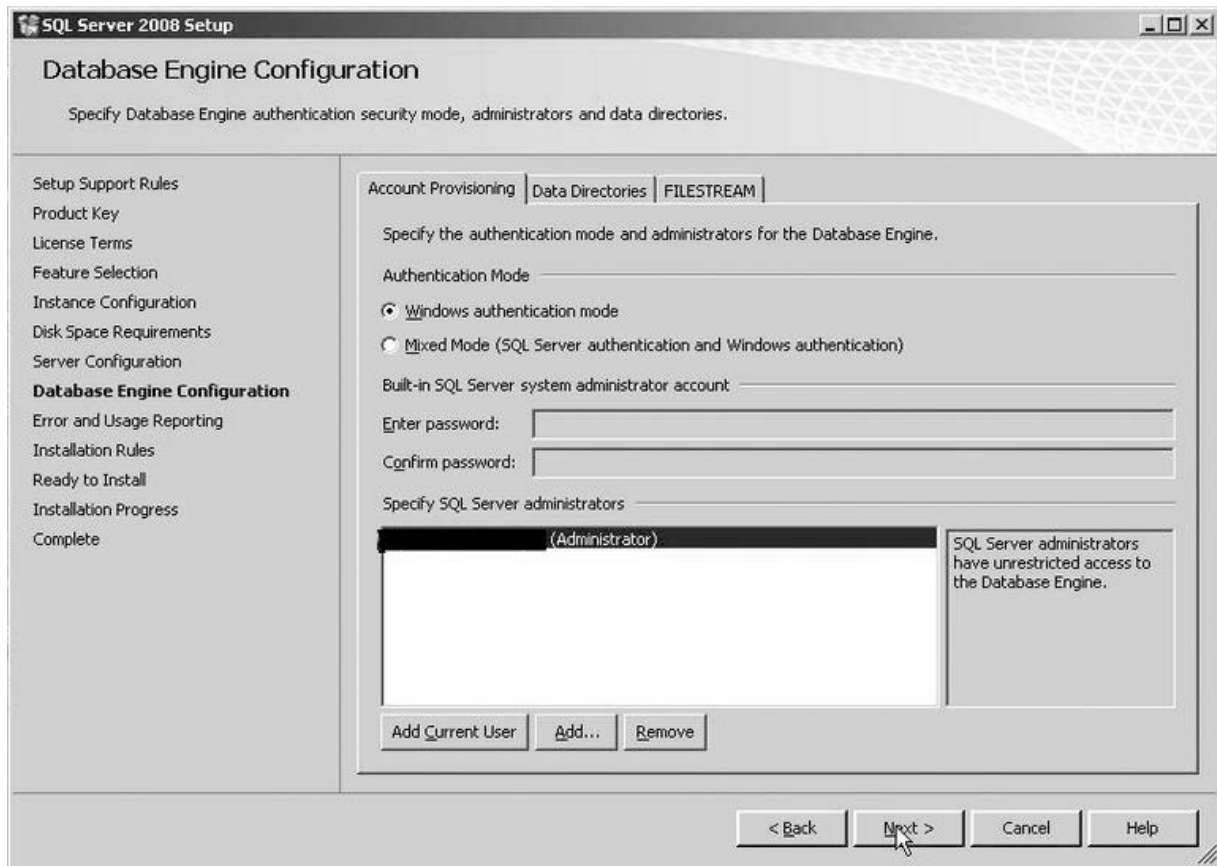 SQL Server 2008 Setup
Database Engine Configuration
Specify Database Engine authentication security mode, administrators and data directories.
Setup Support Rules
Product Key
License Terms
Feature Selection
Instance Configuration
Disk Space Requirements
Server Configuration
Database Engine Configuration
Error and Usage Reporting
Installation Rules
Ready to Install
Installation Progress
Complete
Account Provisioning
Data Directories
FILESTREAM
Specify the authentication mode and administrators for the Database Engine.
Authentication Mode
Windows authentication mode
Mixed Mode (SQL Server authentication and Windows authentication)
Built-in SQL Server system administrator account
Enter password:
Confirm password:
Specify SQL Server administrators
(Administrator)
SQL Server administrators
have unrestricted access to
the Database Engine.
Add Current User
Add...
Remove
< Back
Next >
Cancel
Help